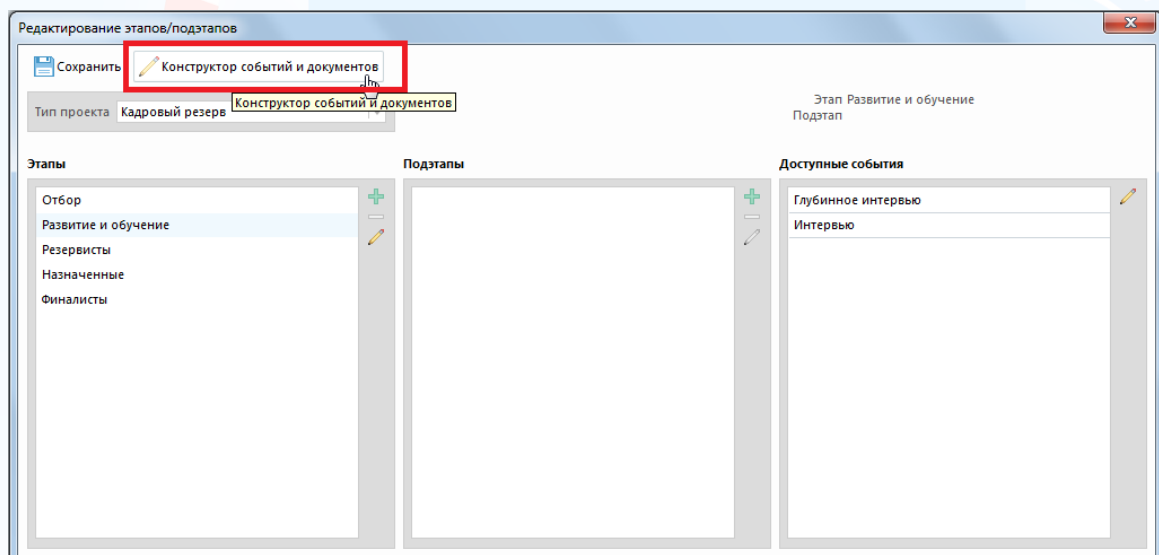 Редактирование этапов/подэтапов
Сохранить Конструктор событий и документов
Конструктор событий и документов
Тип проекта Кадровый резерв
Этап Развитие и обучение
Подэтап
Этапы
Отбор
Развитие и обучение
Резервисты
Назначенные
Финалисты
Подэтапы
Доступные события
Глубинное интервью
Интервью